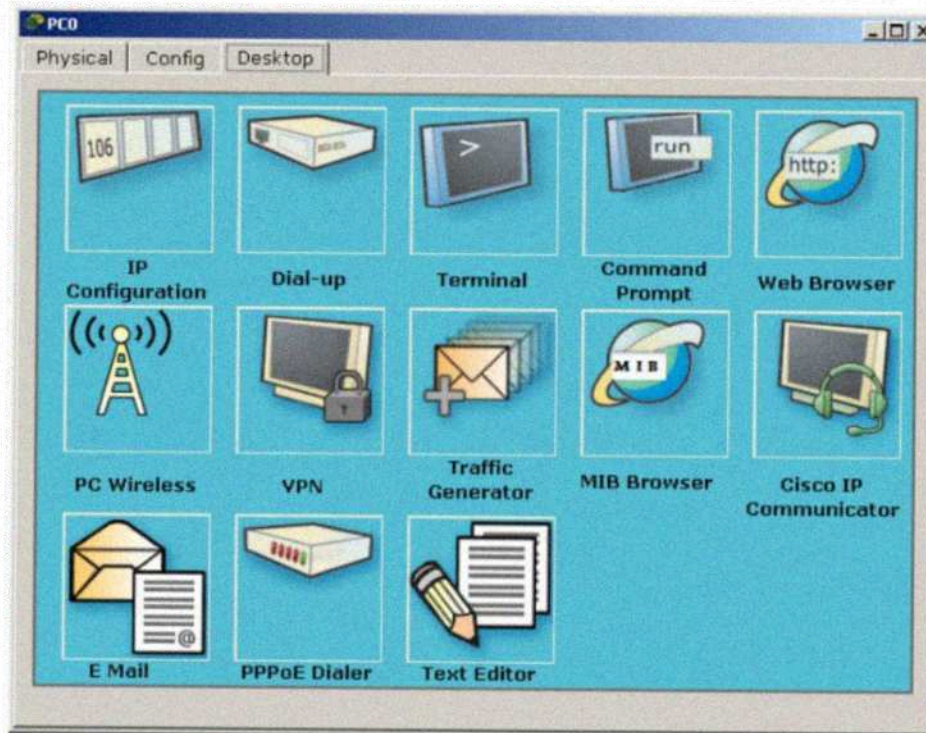 PC0
Physical Config Desktop
106
>
run
http:
IP
Configuration
Dial-up
Terminal
Command
Prompt
Web Browser
MIB
PC Wireless
VPN
Traffic
Generator
MIB Browser
Cisco IP
Communicator
@
E Mail
PPPoE Dialer
Text Editor